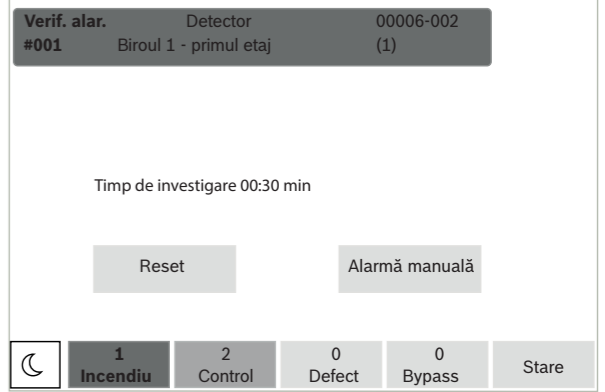 Verif. alar. Detector 00006-002
#001 Biroul 1 - primul etaj (1)
Timp de investigare 00:30 min
Reset Alarmă manuală
1 2 0 0
Incendiu Control Defect Bypass Stare